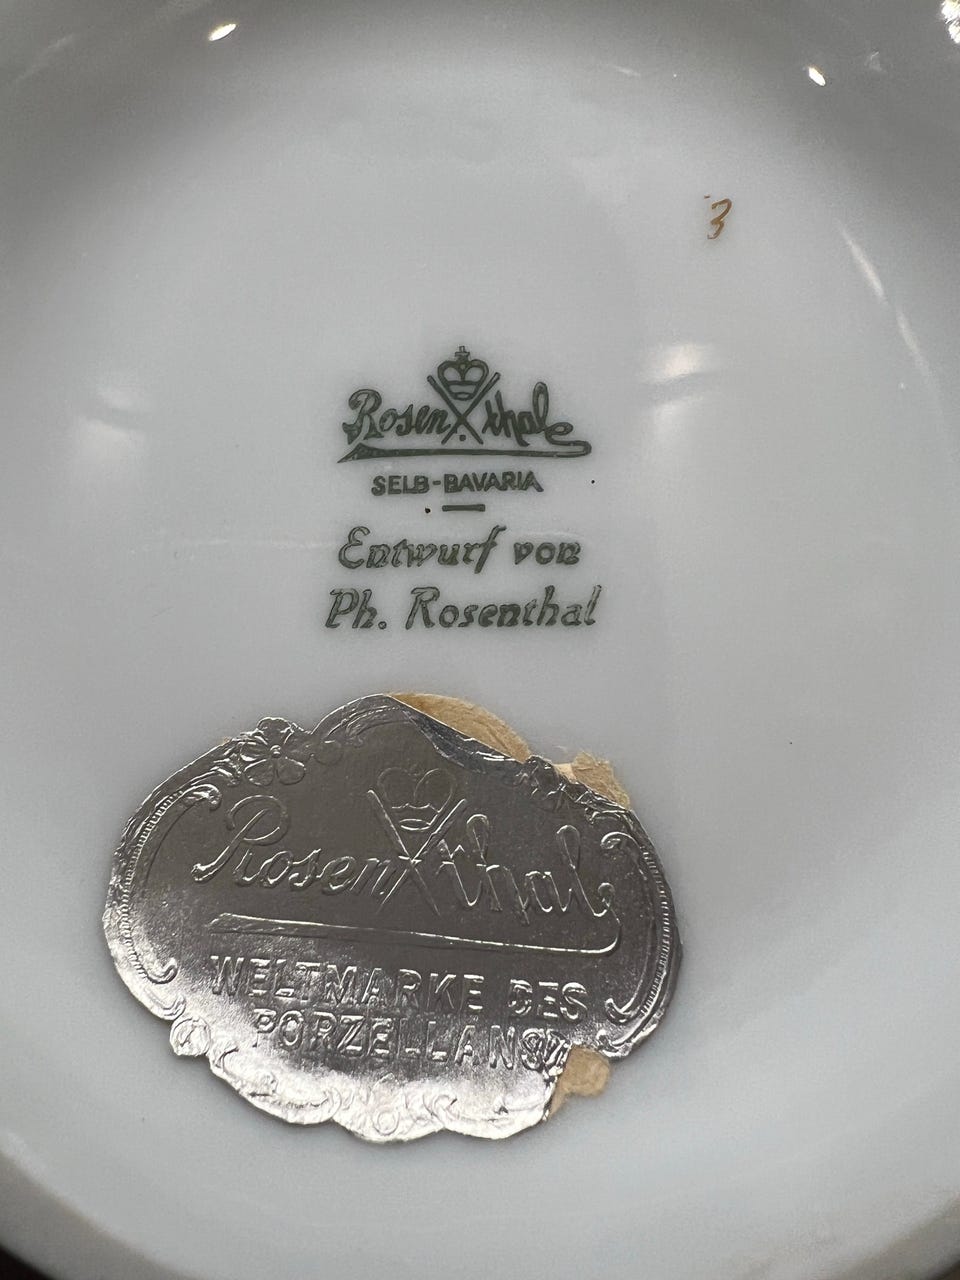 3
Rosenthal
SELB-BAVARIA
Entwurf von
Ph. Rosenthal
Rosenthal
WELTMARKE DES
PORZELLANS